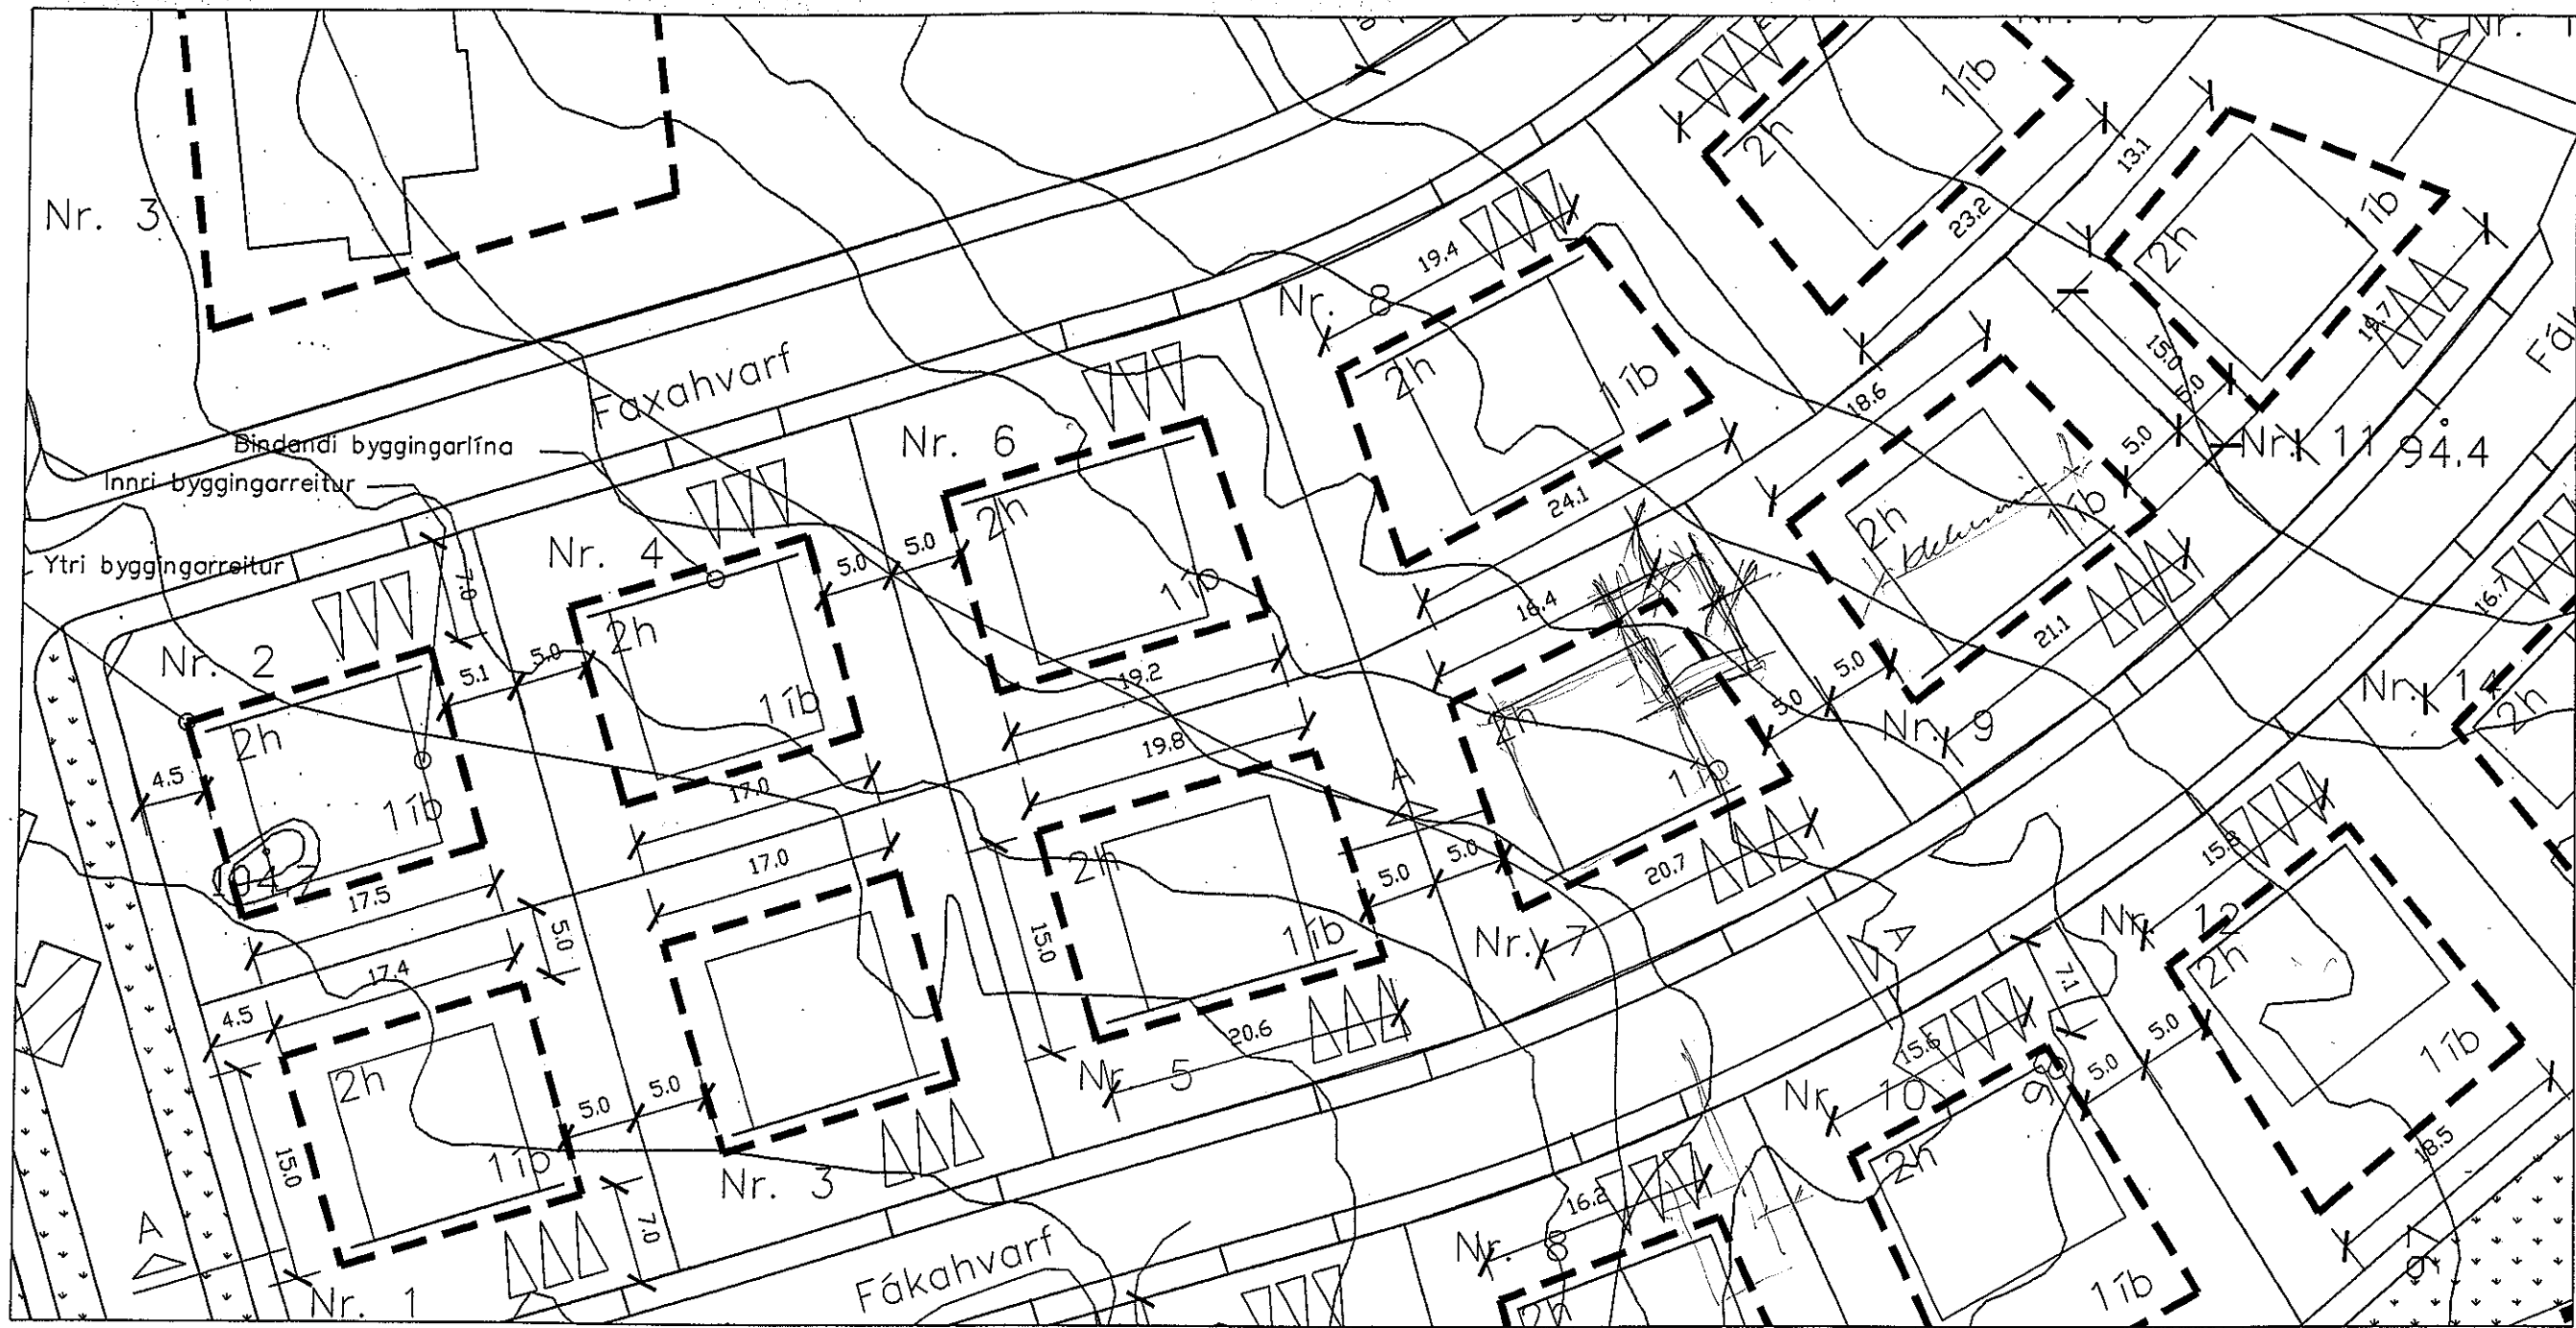 Nr. 3
Faxahvarf
Bindandi byggingarlína
Innri byggingarreitur
Ytri byggingarreitur
Nr. 2
2h
1íb
7.0
5.1
5.0
4.5
104.7
17.5
Nr. 4
2h
1íb
5.0
5.0
17.0
Nr. 6
2h
1íb
19.2
Nr. 8
19.4
2h
1íb
24.1
2h
1íb
23.2
13.1
2h
1íb
15.0
5.0
Nr. 11
94.4
18.6
2h
1íb
5.0
21.1
Nr. 9
5.0
5.0
16.4
2h
1íb
20.7
Nr. 7
5.0
5.0
A
A
19.8
2h
1íb
15.0
20.6
Nr. 5
17.0
Nr. 3
5.0
5.0
17.4
4.5
5.0
2h
1íb
15.0
7.0
A
Nr. 1
Fákahvarf
16.2
Nr. 8
2h
15.6
Nr. 10
2h
1íb
7.1
5.0
5.0
15.8
Nr. 12
2h
1íb
18.5
97
16.7
Nr. 14
2h
A